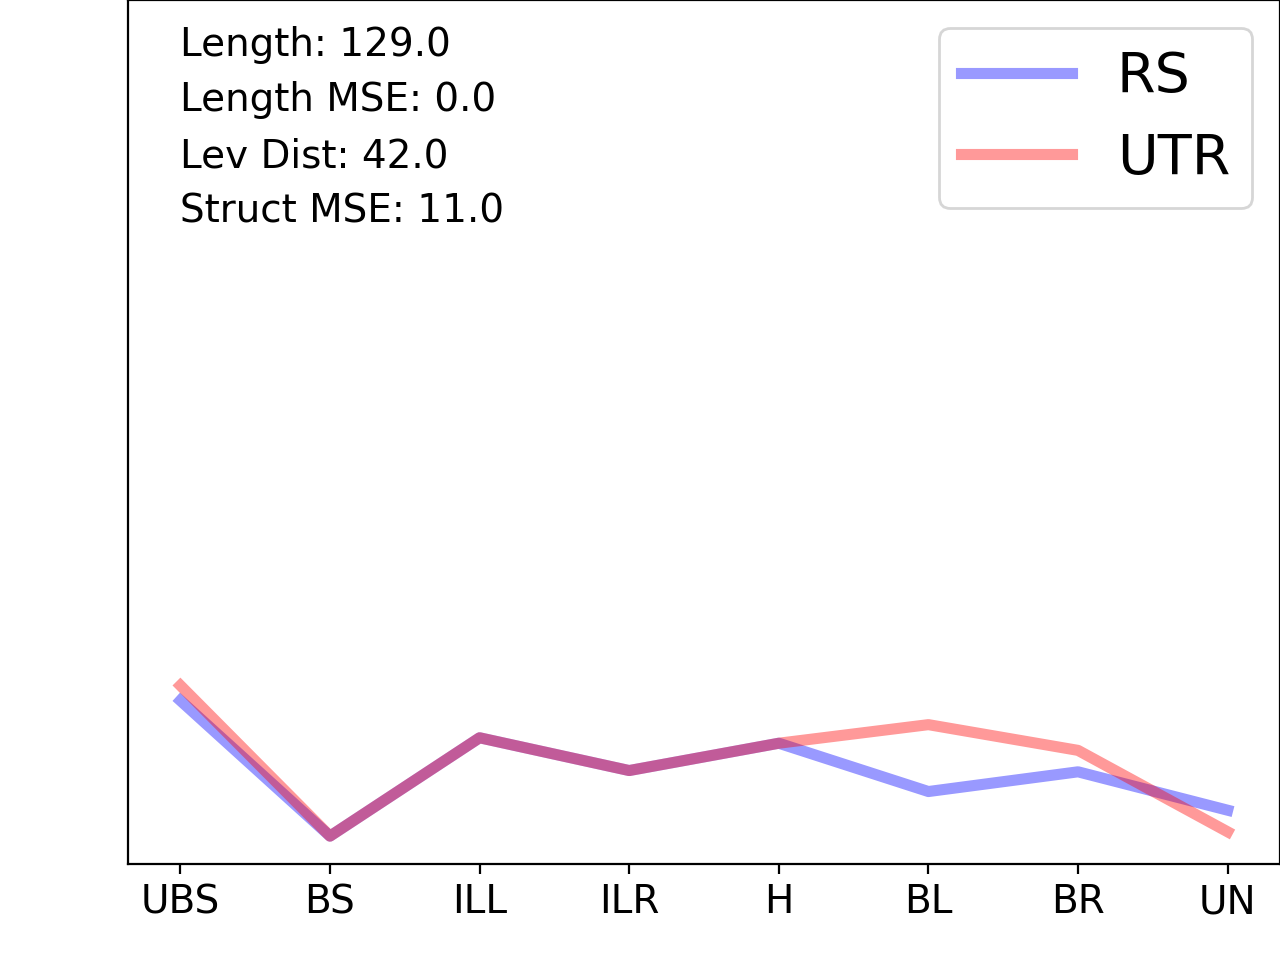 Length: 129.0
Length MSE: 0.0
Lev Dist: 42.0
Struct MSE: 11.0
RS
UTR
UBS BS ILL ILR H BL BR UN